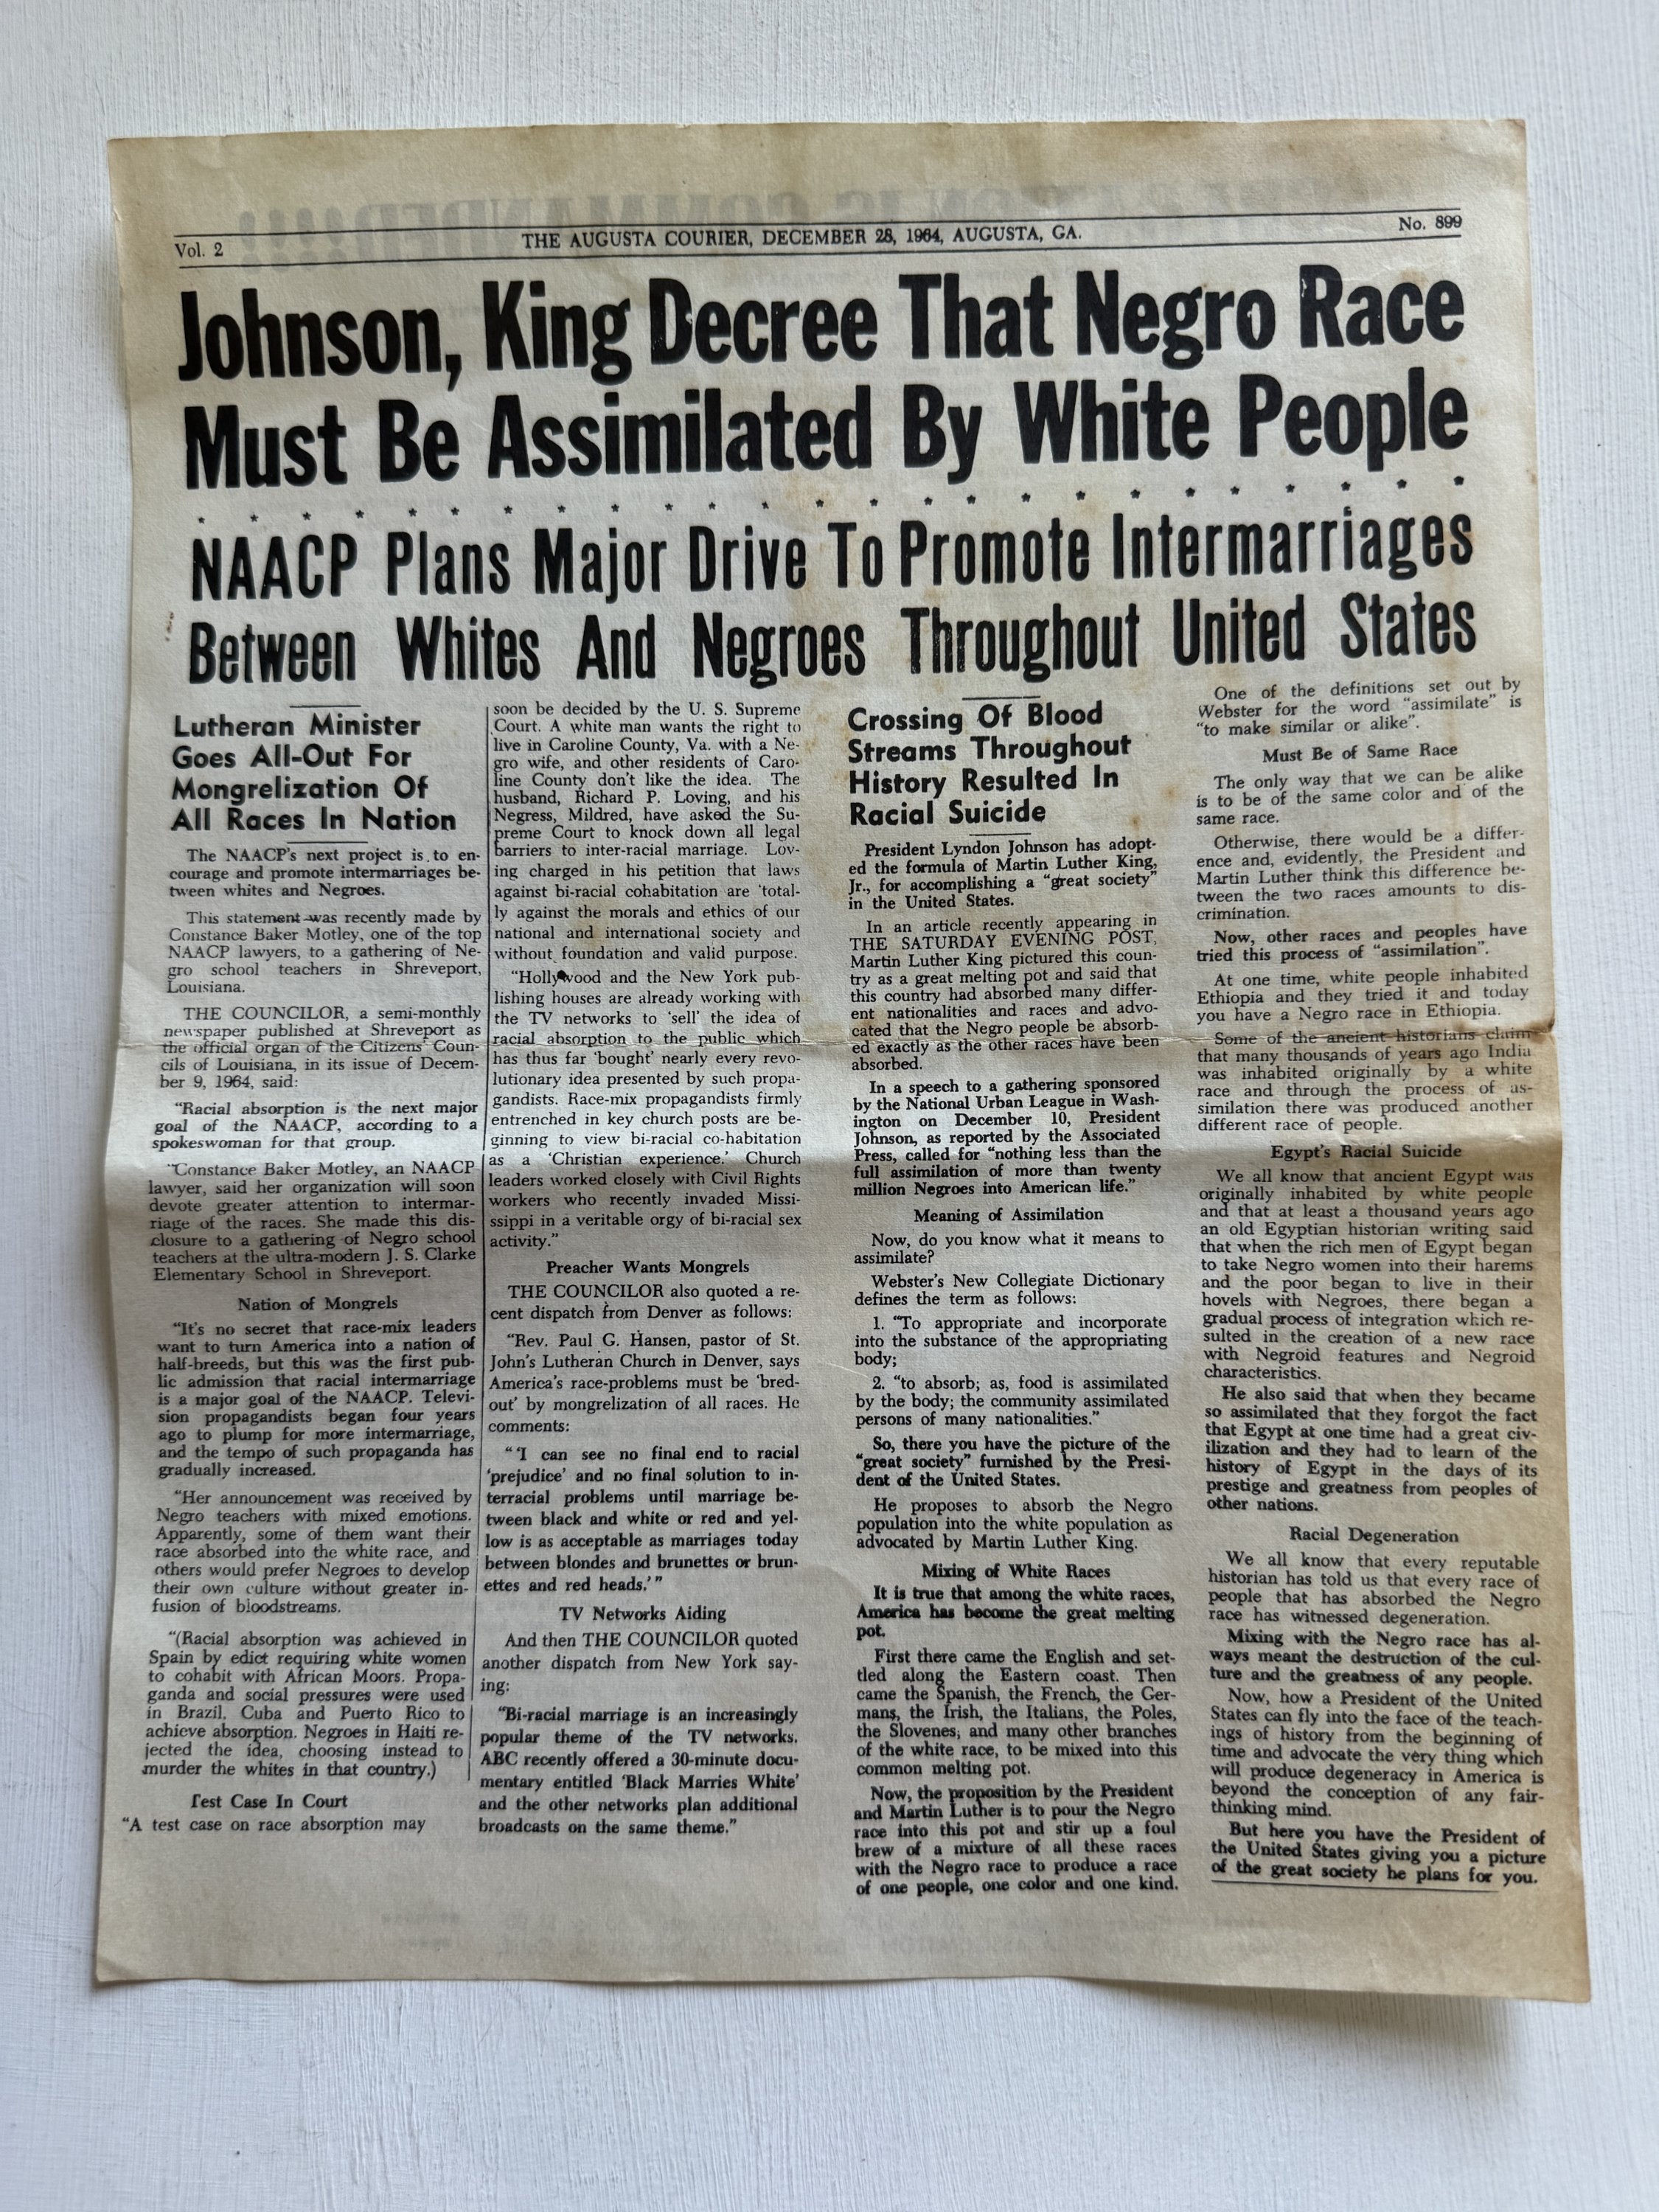 Vol. 2
THE AUGUSTA COURIER, DECEMBER 28, 1964, AUGUSTA, GA.
No. 899
Johnson, King Decree That Negro Race
Must Be Assimilated By White People
* * * * * * * * * * * * * * * * * * * * * * * *
NAACP Plans Major Drive To Promote Intermarriages
Between Whites And Negroes Throughout United States
Lutheran Minister
Goes All-Out For
Mongrelization Of
All Races In Nation
The NAACP's next project is to en-
courage and promote intermarriages be-
tween whites and Negroes.
This statement was recently made by
Constance Baker Motley, one of the top
NAACP lawyers, to a gathering of Ne-
gro school teachers in Shreveport,
Louisiana.
THE COUNCILOR, a semi-monthly
newspaper published at Shreveport as
the official organ of the Citizens' Coun-
cils of Louisiana, in its issue of Decem-
ber 9, 1964, said:
"Racial absorption is the next major
goal of the NAACP, according to a
spokeswoman for that group.
"Constance Baker Motley, an NAACP
lawyer, said her organization will soon
devote greater attention to intermar-
riage of the races. She made this dis-
closure to a gathering of Negro school
teachers at the ultra-modern J. S. Clarke
Elementary School in Shreveport.
Nation of Mongrels
"It's no secret that race-mix leaders
want to turn America into a nation of
half-breeds, but this was the first pub-
lic admission that racial intermarriage
is a major goal of the NAACP. Televi-
sion propagandists began four years
ago to plump for more intermarriage,
and the tempo of such propaganda has
gradually increased.
"Her announcement was received by
Negro teachers with mixed emotions.
Apparently, some of them want their
race absorbed into the white race, and
others would prefer Negroes to develop
their own culture without greater in-
fusion of bloodstreams.
"(Racial absorption was achieved in
Spain by edict requiring white women
to cohabit with African Moors. Propa-
ganda and social pressures were used
in Brazil, Cuba and Puerto Rico to
achieve absorption. Negroes in Haiti re-
jected the idea, choosing instead to
murder the whites in that country.)
Test Case In Court
"A test case on race absorption may
soon be decided by the U. S. Supreme
Court. A white man wants the right to
live in Caroline County, Va. with a Ne-
gro wife, and other residents of Caro-
line County don't like the idea. The
husband, Richard P. Loving, and his
Negress, Mildred, have asked the Su-
preme Court to knock down all legal
barriers to inter-racial marriage. Lov-
ing charged in his petition that laws
against bi-racial cohabitation are 'total-
ly against the morals and ethics of our
national and international society and
without foundation and valid purpose.
"Hollywood and the New York pub-
lishing houses are already working with
the TV networks to 'sell' the idea of
racial absorption to the public which
has thus far 'bought' nearly every revo-
lutionary idea presented by such propa-
gandists. Race-mix propagandists firmly
entrenched in key church posts are be-
ginning to view bi-racial co-habitation
as a 'Christian experience.' Church
leaders worked closely with Civil Rights
workers who recently invaded Missi-
ssippi in a veritable orgy of bi-racial sex
activity."
Preacher Wants Mongrels
THE COUNCILOR also quoted a re-
cent dispatch from Denver as follows:
"Rev. Paul G. Hansen, pastor of St.
John's Lutheran Church in Denver, says
America's race-problems must be 'bred-
out' by mongrelization of all races. He
comments:
"'I can see no final end to racial
'prejudice' and no final solution to in-
terracial problems until marriage be-
tween black and white or red and yel-
low is as acceptable as marriages today
between blondes and brunettes or brun-
ettes and red heads.'"
TV Networks Aiding
And then THE COUNCILOR quoted
another dispatch from New York say-
ing:
"Bi-racial marriage is an increasingly
popular theme of the TV networks.
ABC recently offered a 30-minute docu-
mentary entitled 'Black Marries White'
and the other networks plan additional
broadcasts on the same theme."
Crossing Of Blood
Streams Throughout
History Resulted In
Racial Suicide
President Lyndon Johnson has adopt-
ed the formula of Martin Luther King,
Jr., for accomplishing a "great society"
in the United States.
In an article recently appearing in
THE SATURDAY EVENING POST,
Martin Luther King pictured this coun-
try as a great melting pot and said that
this country had absorbed many differ-
ent nationalities and races and advo-
cated that the Negro people be absorb-
ed exactly as the other races have been
absorbed.
In a speech to a gathering sponsored
by the National Urban League in Wash-
ington on December 10, President
Johnson, as reported by the Associated
Press, called for "nothing less than the
full assimilation of more than twenty
million Negroes into American life."
Meaning of Assimilation
Now, do you know what it means to
assimilate?
Webster's New Collegiate Dictionary
defines the term as follows:
1. "To appropriate and incorporate
into the substance of the appropriating
body;
2. "to absorb; as, food is assimilated
by the body; the community assimilated
persons of many nationalities."
So, there you have the picture of the
"great society" furnished by the Presi-
dent of the United States.
He proposes to absorb the Negro
population into the white population as
advocated by Martin Luther King.
Mixing of White Races
It is true that among the white races,
America has become the great melting
pot.
First there came the English and set-
tled along the Eastern coast. Then
came the Spanish, the French, the Ger-
mans, the Irish, the Italians, the Poles,
the Slovenes, and many other branches
of the white race, to be mixed into this
common melting pot.
Now, the proposition by the President
and Martin Luther is to pour the Negro
race into this pot and stir up a foul
brew of a mixture of all these races
with the Negro race to produce a race
of one people, one color and one kind.
One of the definitions set out by
Webster for the word "assimilate" is
"to make similar or alike".
Must Be of Same Race
The only way that we can be alike
is to be of the same color and of the
same race.
Otherwise, there would be a differ-
ence and, evidently, the President and
Martin Luther think this difference be-
tween the two races amounts to dis-
crimination.
Now, other races and peoples have
tried this process of "assimilation".
At one time, white people inhabited
Ethiopia and they tried it and today
you have a Negro race in Ethiopia.
Some of the ancient historians claim
that many thousands of years ago India
was inhabited originally by a white
race and through the process of as-
similation there was produced another
different race of people.
Egypt's Racial Suicide
We all know that ancient Egypt was
originally inhabited by white people
and that at least a thousand years ago
an old Egyptian historian writing said
that when the rich men of Egypt began
to take Negro women into their harems
and the poor began to live in their
hovels with Negroes, there began a
gradual process of integration which re-
sulted in the creation of a new race
with Negroid features and Negroid
characteristics.
He also said that when they became
so assimilated that they forgot the fact
that Egypt at one time had a great civ-
ilization and they had to learn of the
history of Egypt in the days of its
prestige and greatness from peoples of
other nations.
Racial Degeneration
We all know that every reputable
historian has told us that every race of
people that has absorbed the Negro
race has witnessed degeneration.
Mixing with the Negro race has al-
ways meant the destruction of the cul-
ture and the greatness of any people.
Now, how a President of the United
States can fly into the face of the teach-
ings of history from the beginning of
time and advocate the very thing which
will produce degeneracy in America is
beyond the conception of any fair-
thinking mind.
But here you have the President of
the United States giving you a picture
of the great society he plans for you.